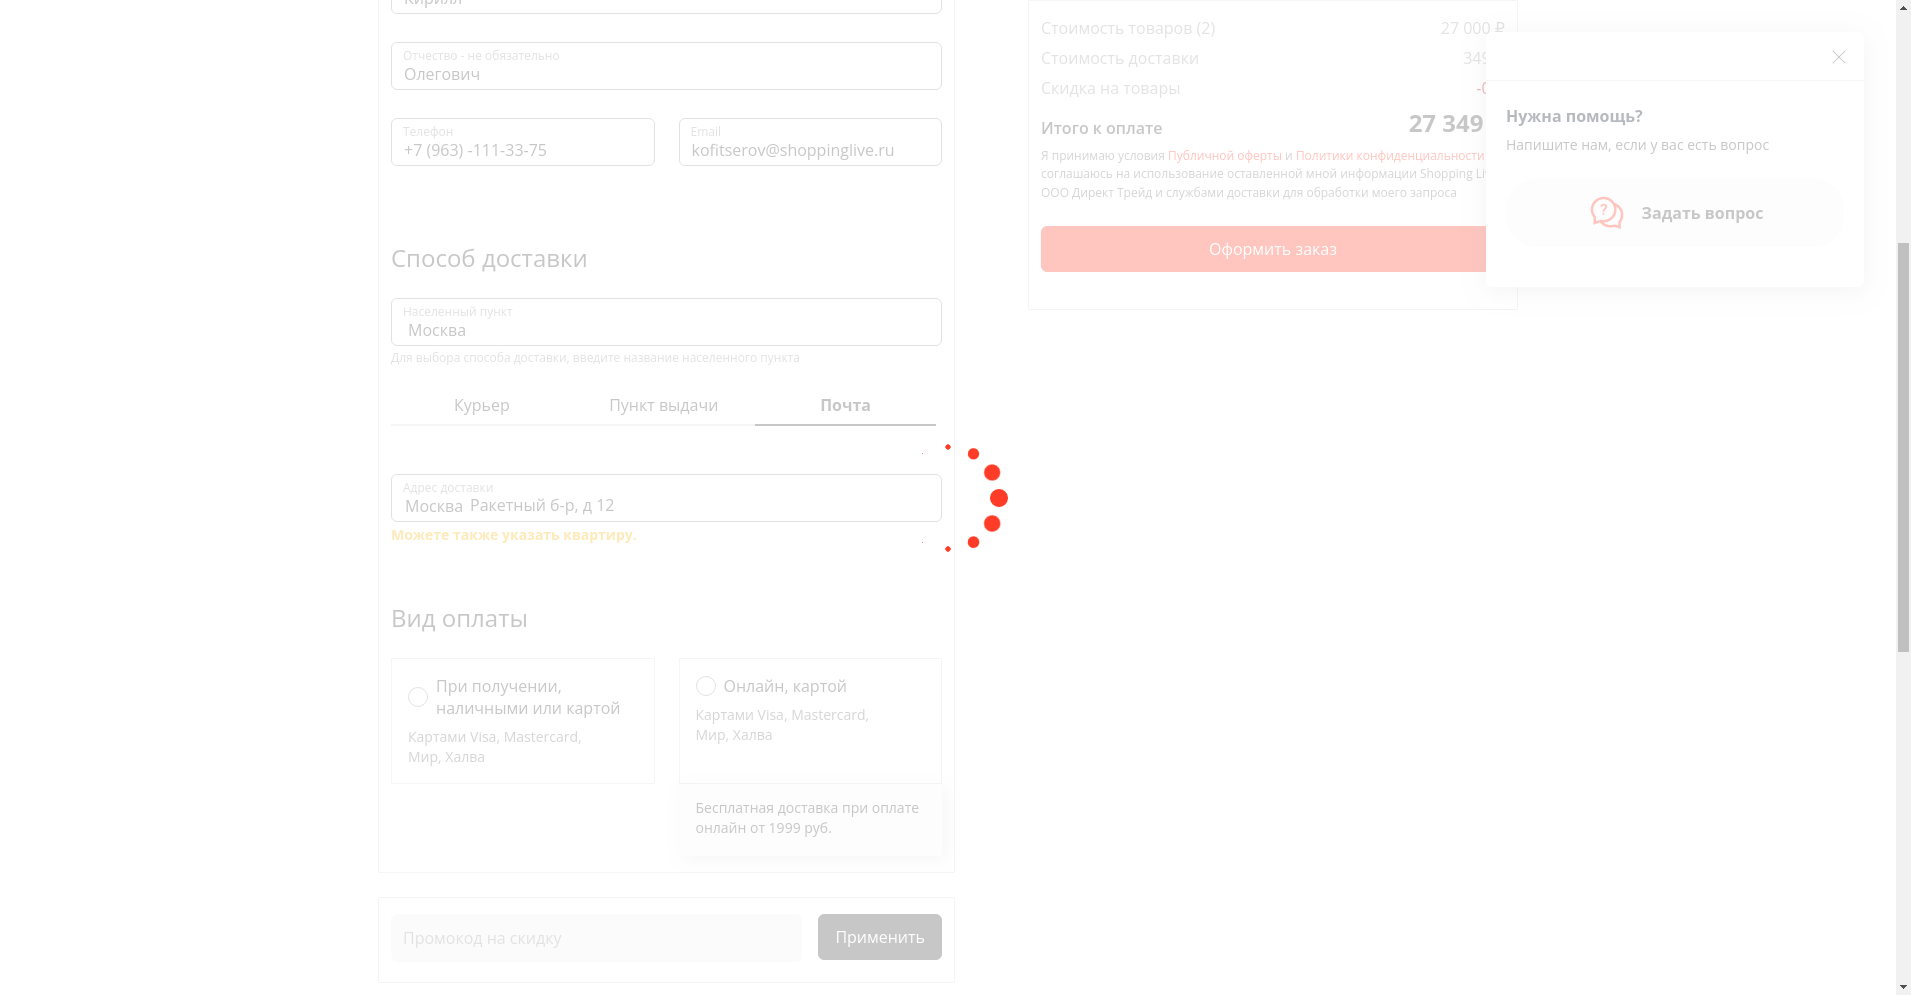 Кирилл
Отчество - не обязательно
Олегович
Телефон
+7 (963) -111-33-75
Email
kofitserov@shoppinglive.ru
Способ доставки
Населенный пункт
Москва
Для выбора способа доставки, введите название населенного пункта
Курьер
Пункт выдачи
Почта
Адрес доставки
Москва Ракетный б-р, д 12
Можете также указать квартиру.
Вид оплаты
При получении,
наличными или картой
Картами Visa, Mastercard,
Мир, Халва
Онлайн, картой
Картами Visa, Mastercard,
Мир, Халва
Бесплатная доставка при оплате
онлайн от 1999 руб.
Промокод на скидку
Применить
Стоимость товаров (2)
27 000 ₽
Стоимость доставки
349
Скидка на товары
Итого к оплате
27 349
Я принимаю условия Публичной оферты и Политики конфиденциальности
соглашаюсь на использование оставленной мной информации Shopping
ООО Директ Трейд и службами доставки для обработки моего запроса
Оформить заказ
Нужна помощь?
Напишите нам, если у вас есть вопрос
Задать вопрос